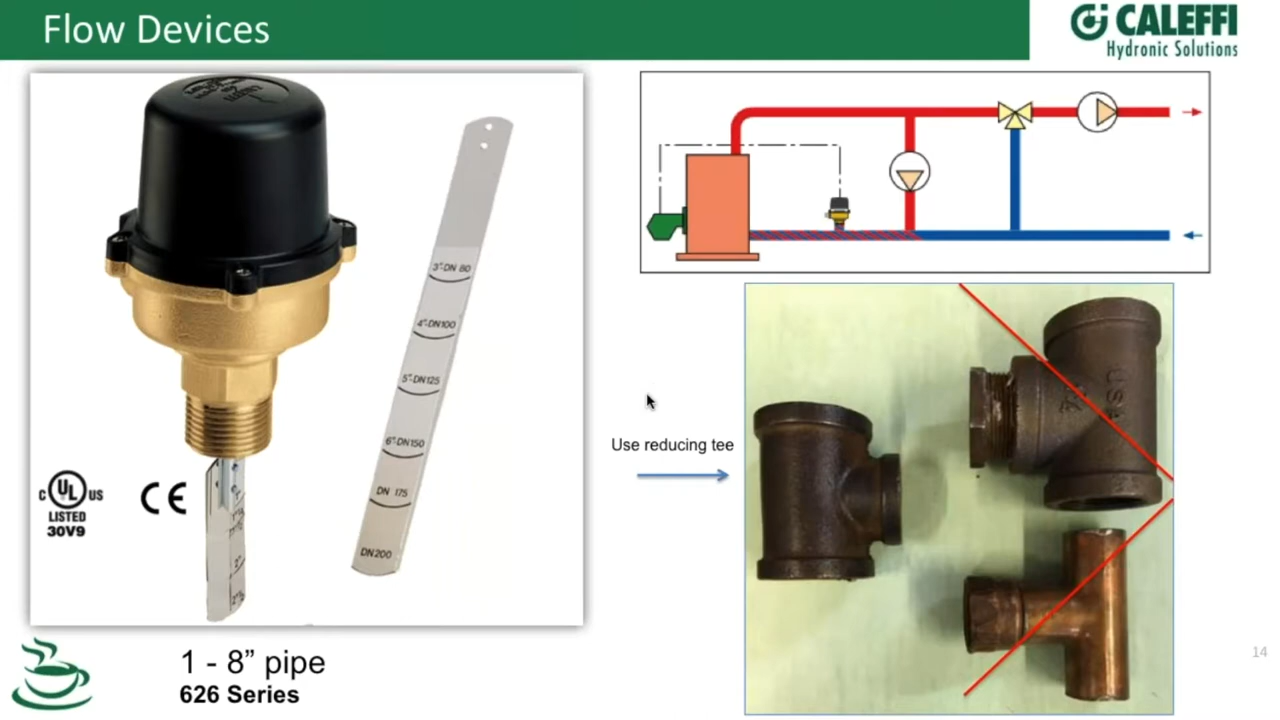 Flow Devices
CALEFFI
Hydronic Solutions
3"-DN 80
4"-DN100
5"-DN125
6"-DN150
DN 175
DN200
C UL US
LISTED
30V9
CE
Use reducing tee
USA
1 - 8” pipe
626 Series
14